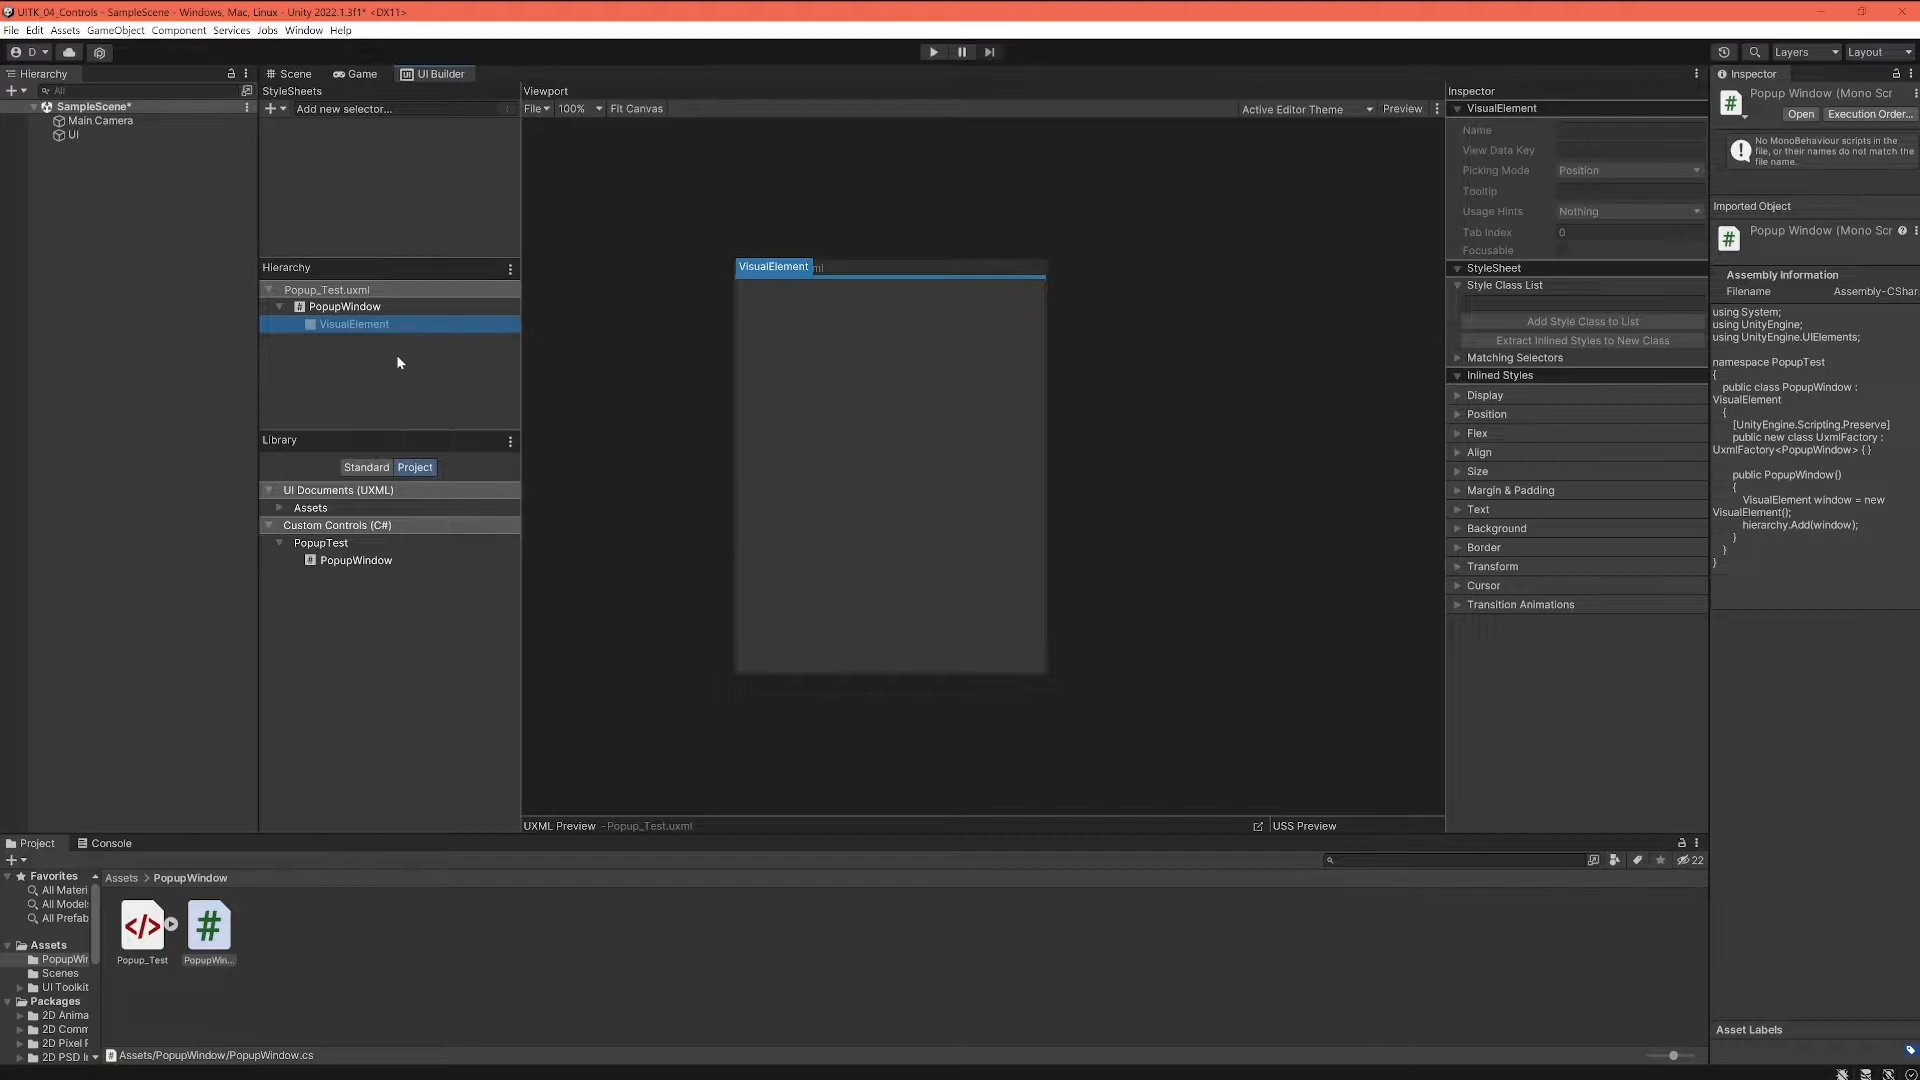 UITK_04_Controls - SampleScene - Windows, Mac, Linux - Unity 2022.1.3f1* <DX11>
File Edit Assets GameObject Component Services Jobs Window Help
D
Layers
Layout
Hierarchy
All
SampleScene*
Main Camera
UI
Scene
Game
UI Builder
StyleSheets
Add new selector...
Hierarchy
Popup_Test.uxml
PopupWindow
VisualElement
Library
Standard
Project
UI Documents (UXML)
Assets
Custom Controls (C#)
PopupTest
PopupWindow
Viewport
File
100%
Fit Canvas
Active Editor Theme
Preview
VisualElement
ml
UXML Preview - Popup_Test.uxml
USS Preview
Inspector
VisualElement
Name
View Data Key
Picking Mode
Position
Tooltip
Usage Hints
Nothing
Tab Index
0
Focusable
StyleSheet
Style Class List
Add Style Class to List
Extract Inlined Styles to New Class
Matching Selectors
Inlined Styles
Display
Position
Flex
Align
Size
Margin & Padding
Text
Background
Border
Transform
Cursor
Transition Animations
Inspector
Popup Window (Mono Scr
Open
Execution Order...
No MonoBehaviour scripts in the
file, or their names do not match the
file name.
Imported Object
Popup Window (Mono Scr
Assembly Information
Filename Assembly-CShar
using System;
using UnityEngine;
using UnityEngine.UIElements;
namespace PopupTest
{
public class PopupWindow :
VisualElement
{
[UnityEngine.Scripting.Preserve]
public new class UxmlFactory :
UxmlFactory<PopupWindow> { }
public PopupWindow()
{
VisualElement window = new
VisualElement();
hierarchy.Add(window);
}
}
}
Asset Labels
Project
Console
22
Favorites
All Materi
All Models
All Prefab
Assets
PopupWir
Scenes
UI Toolkit
Packages
2D Anima
2D Comm
2D Pixel F
2D PSD I
Assets > PopupWindow
Popup_Test
PopupWin...
Assets/PopupWindow/PopupWindow.cs